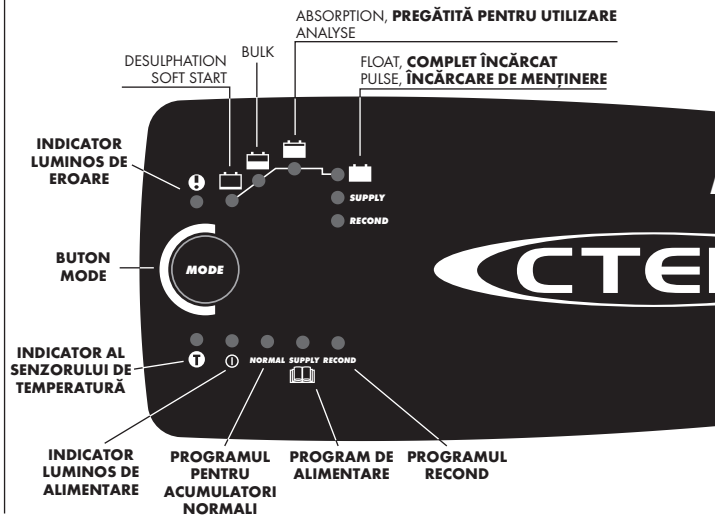 ABSORPTION, PREGĂTITĂ PENTRU UTILIZARE
ANALYSE
DESULPHATION
SOFT START
BULK
FLOAT, COMPLET ÎNCĂRCAT
PULSE, ÎNCĂRCARE DE MENȚINERE
INDICATOR
LUMINOS DE
EROARE
SUPPLY
RECOND
BUTON
MODE
MODE
CTE
INDICATOR AL
SENZORULUI DE
TEMPERATURĂ
T
NORMAL SUPPLY RECOND
INDICATOR
LUMINOS DE
ALIMENTARE
PROGRAMUL
PENTRU
ACUMULATORI
NORMALI
PROGRAM DE
ALIMENTARE
PROGRAMUL
RECOND